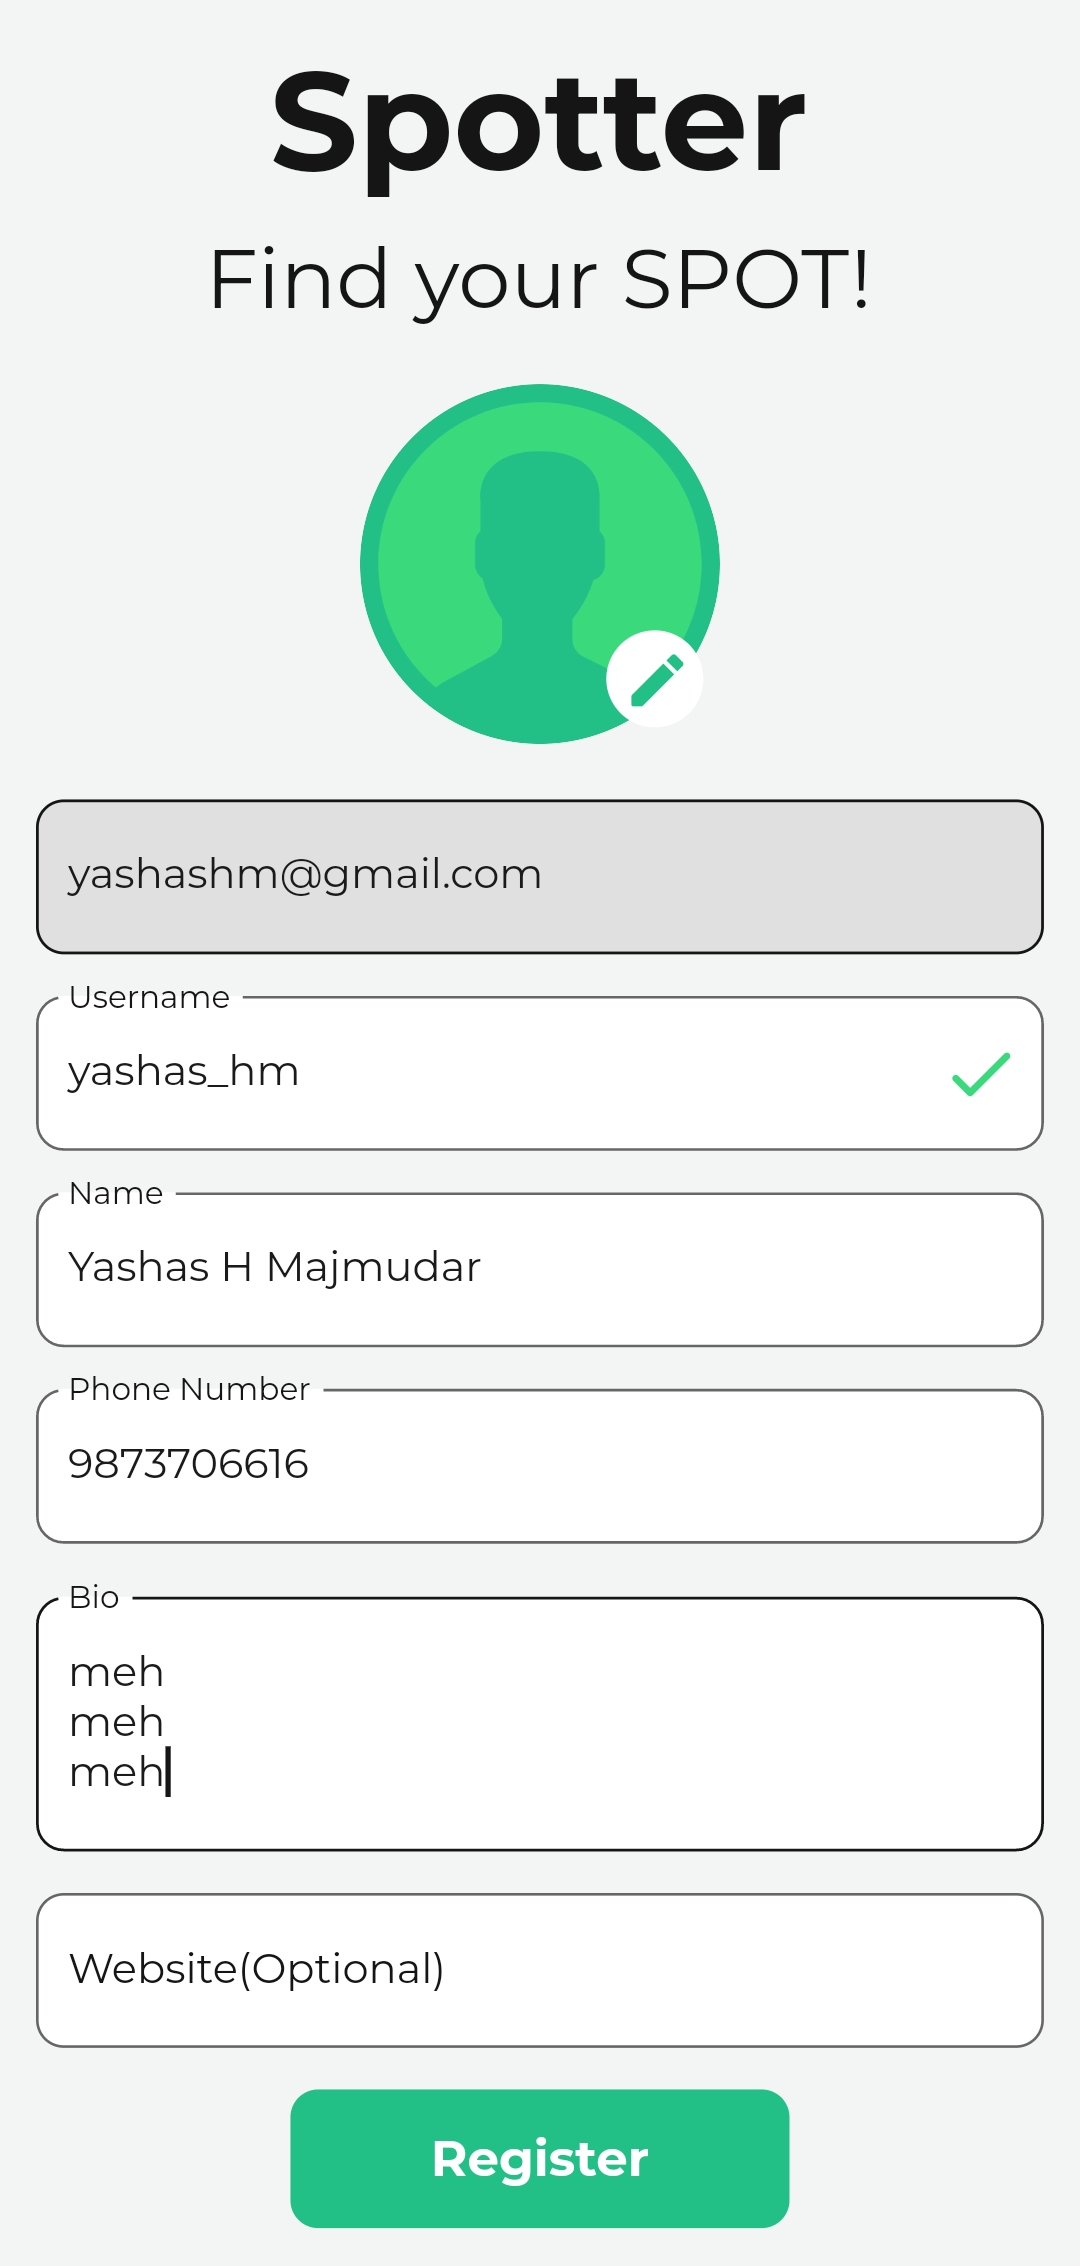 Spotter
Find your SPOT!
yashashm@gmail.com
Username
yashas_hm
Name
Yashas H Majmudar
Phone Number
9873706616
Bio
meh
meh
meh
Website(Optional)
Register